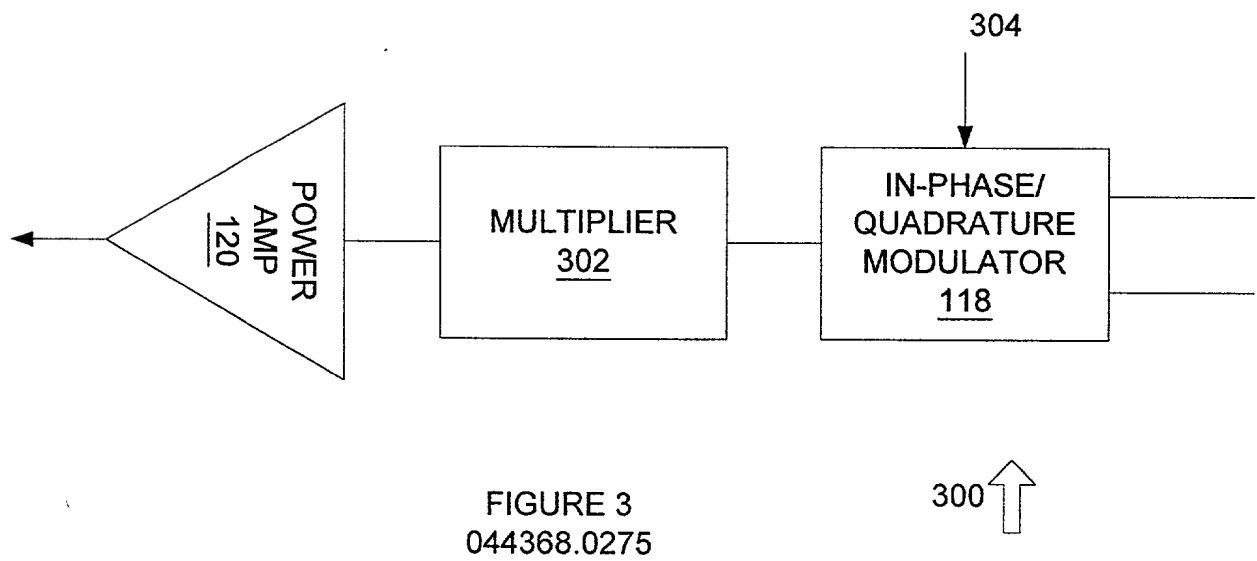 304
POWER
AMP
120
MULTIPLIER
302
IN-PHASE/
QUADRATURE
MODULATOR
118
300
FIGURE 3
044368.0275